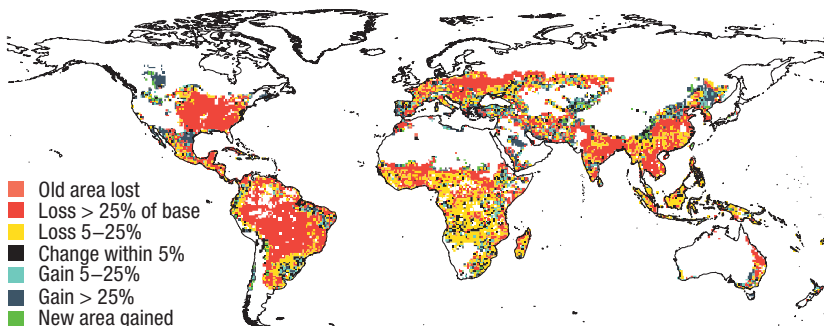 Old area lost
Loss > 25% of base
Loss 5–25%
Change within 5%
Gain 5–25%
Gain > 25%
New area gained